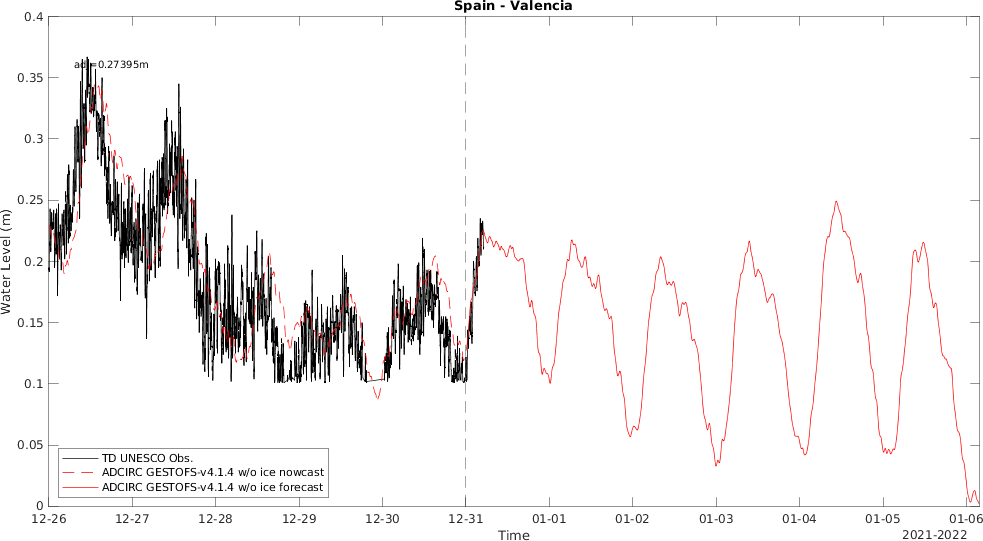 Spain - Valencia
0.4
0.35
0.3
0.25
0.2
0.15
0.1
0.05
0
Water Level (m)
=0.27395m
TD UNESCO Obs.
ADCIRC GESTOFS-v4.1.4 w/o ice nowcast
ADCIRC GESTOFS-v4.1.4 w/o ice forecast
12-26 12-27 12-28 12-29 12-30 12-31 01-01 01-02 01-03 01-04 01-05 01-06
Time
2021-2022